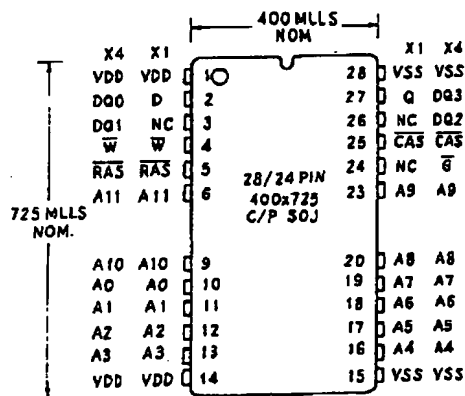 400 MLLS
NOM
X4 X1 X1 X4
VDD VDD 1 28 VSS VSS
DQ0 D 2 27 Q DQ3
DQ1 NC 3 26 NC DQ2
W W 4 25 CAS CAS
RAS RAS 5 24 NC G
A11 A11 6 23 A9 A9
28/24 PIN
400x725
C/P SOJ
725 MLLS
NOM.
A10 A10 9 20 A8 A8
A0 A0 10 19 A7 A7
A1 A1 11 18 A6 A6
A2 A2 12 17 A5 A5
A3 A3 13 16 A4 A4
VDD VDD 14 15 VSS VSS